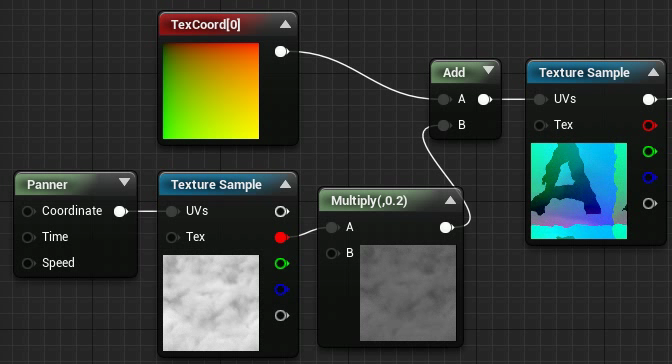 TexCoord[0]
Add
A
B
Texture Sample
UVs
Tex
A
Panner
Coordinate
Time
Speed
Texture Sample
UVs
Tex
Multiply(,0.2)
A
B